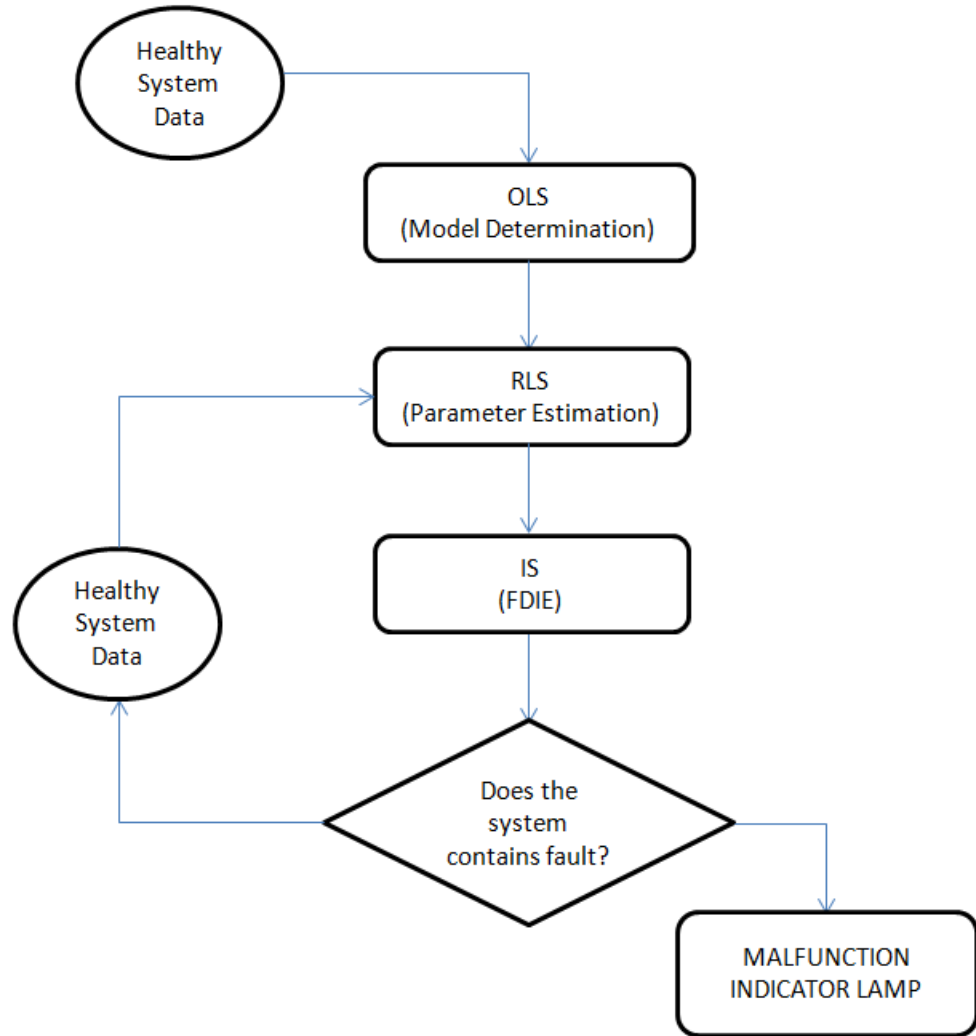 Healthy
System
Data
OLS
(Model Determination)
RLS
(Parameter Estimation)
IS
(FDIE)
Healthy
System
Data
Does the
system
contains fault?
MALFUNCTION
INDICATOR LAMP